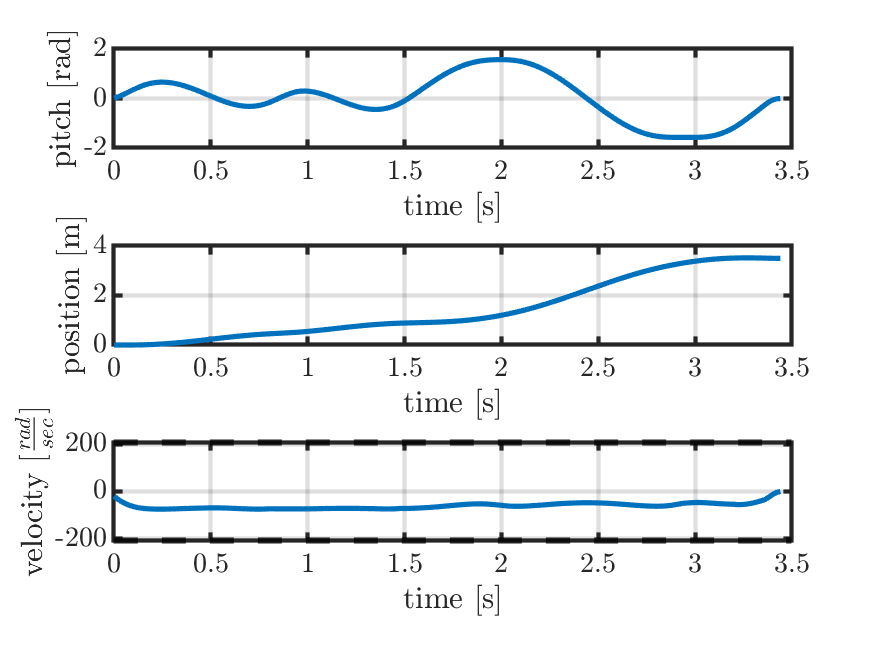 pitch [rad]
2
0
-2
0 0.5 1 1.5 2 2.5 3 3.5
time [s]
position [m]
4
2
0
0 0.5 1 1.5 2 2.5 3 3.5
time [s]
velocity [rad/sec]
200
0
-200
0 0.5 1 1.5 2 2.5 3 3.5
time [s]